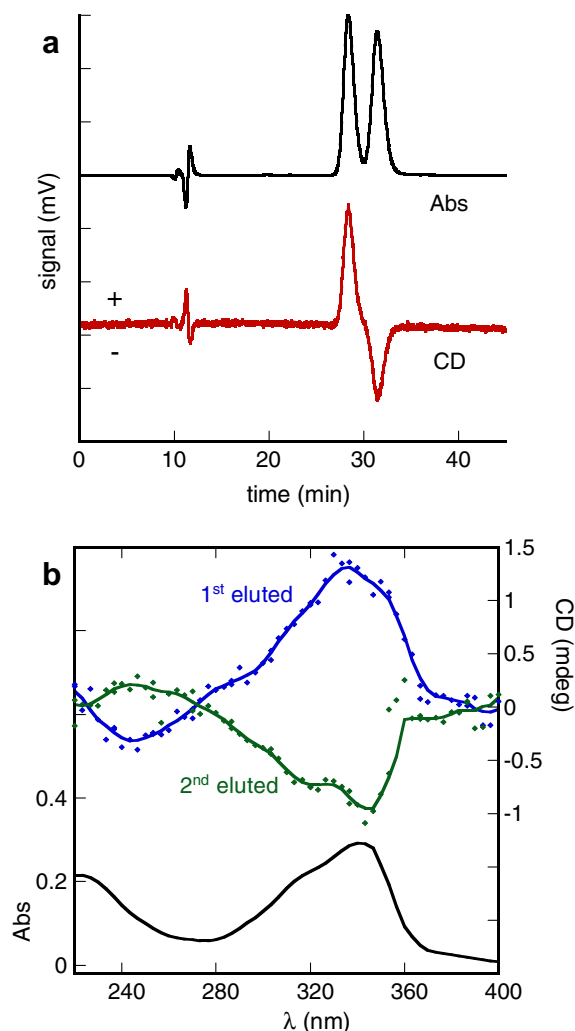 a
signal (mV)
Abs
+
-
CD
0 10 20 30 40
time (min)
b
1st eluted
2nd eluted
1.5
1
0.5
0
-0.5
-1
CD (mdeg)
0.4
0.2
0
Abs
240 280 320 360 400
λ (nm)